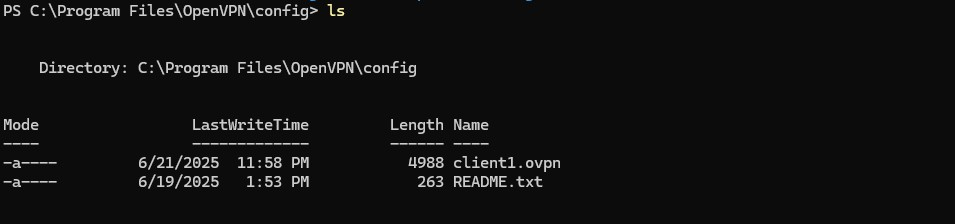 PS C:\Program Files\OpenVPN\config> ls
Directory: C:\Program Files\OpenVPN\config
Mode                 LastWriteTime         Length Name
----                 -------------         ------ ----
-a----         6/21/2025  11:58 PM           4988 client1.ovpn
-a----         6/19/2025   1:53 PM            263 README.txt